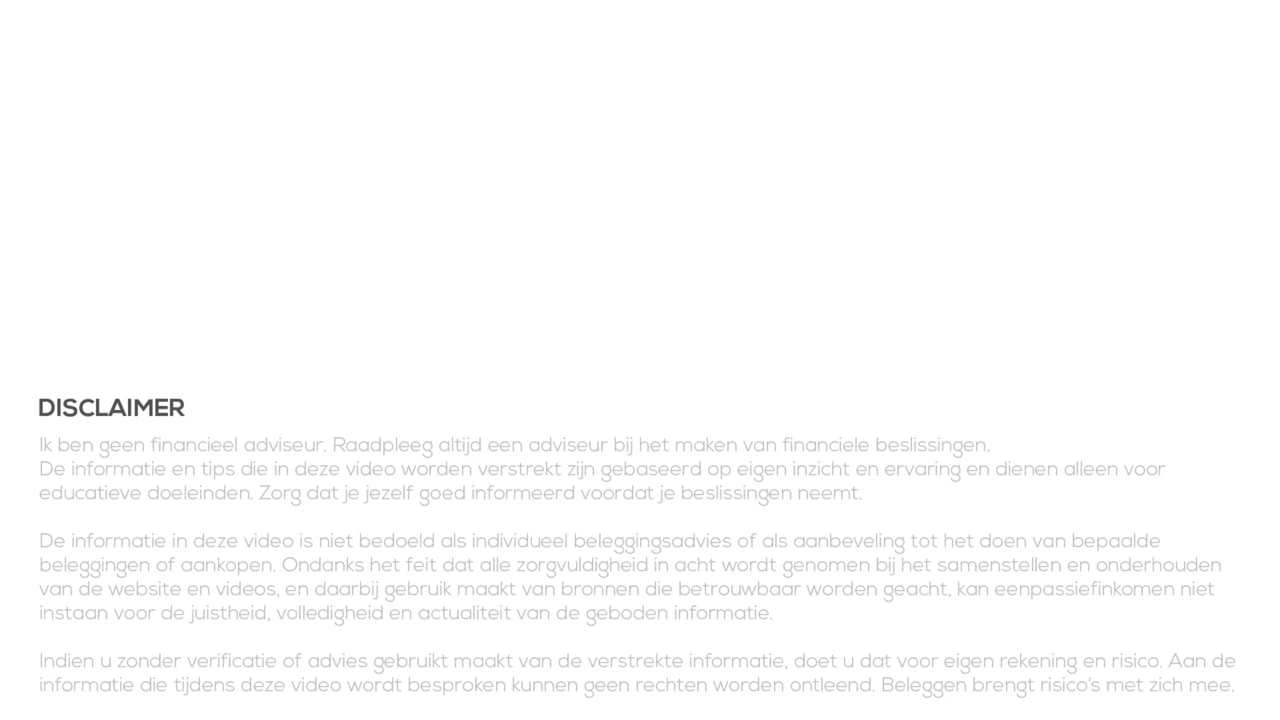 DISCLAIMER
Ik ben geen financieel adviseur. Raadpleeg altijd een adviseur bij het maken van financiele beslissingen.
De informatie en tips die in deze video worden verstrekt zijn gebaseerd op eigen inzicht en ervaring en dienen alleen voor
educatieve doeleinden. Zorg dat je jezelf goed informeerd voordat je beslissingen neemt.
De informatie in deze video is niet bedoeld als individueel beleggingsadvies of als aanbeveling tot het doen van bepaalde
beleggingen of aankopen. Ondanks het feit dat alle zorgvuldigheid in acht wordt genomen bij het samenstellen en onderhouden
van de website en videos, en daarbij gebruik maakt van bronnen die betrouwbaar worden geacht, kan eenpassiefinkomen niet
instaan voor de juistheid, volledigheid en actualiteit van de geboden informatie.
Indien u zonder verificatie of advies gebruikt maakt van de verstrekte informatie, doet u dat voor eigen rekening en risico. Aan de
informatie die tijdens deze video wordt besproken kunnen geen rechten worden ontleend. Beleggen brengt risico's met zich mee.